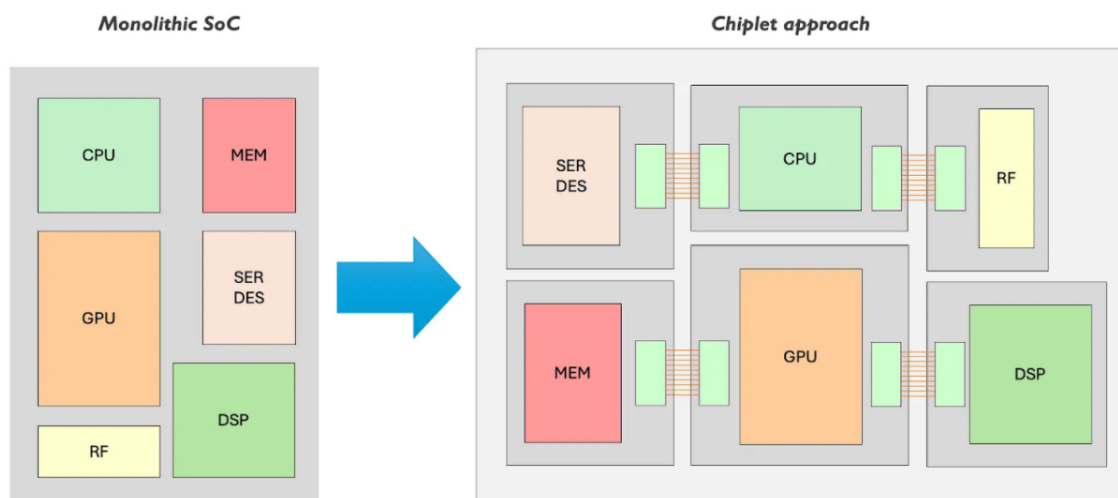 Monolithic SoC
Chiplet approach
CPU
MEM
GPU
SER
DES
DSP
RF
SER
DES
CPU
RF
MEM
GPU
DSP